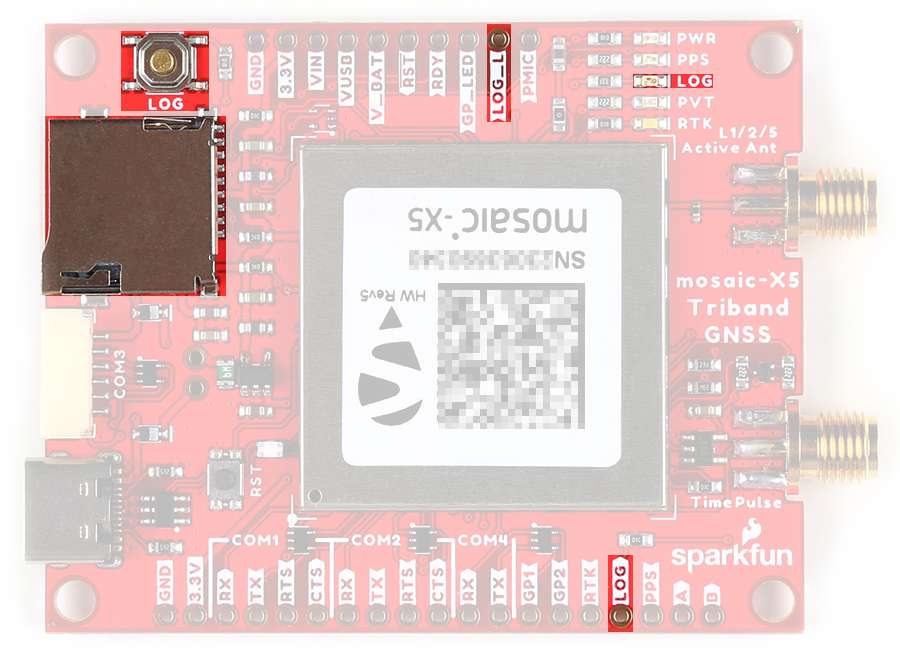 PWR
PPS
LOG
PVT
RTK
LOG
GND
3.3V
VIN
VUSB
V_BAT
RST
RDY
GP_LED
LOG_L
PMIC
L1/2/5
Active Ant
mosaic-X5
HW Rev5
mosaic-X5
Triband
GNSS
COM3
RST
TimePulse
sparkfun
COM1
COM2
COM4
GND
3.3V
RX
TX
RTS
CTS
RX
TX
RTS
CTS
RX
TX
GP1
GP2
RTK
LOG
PPS
A
B